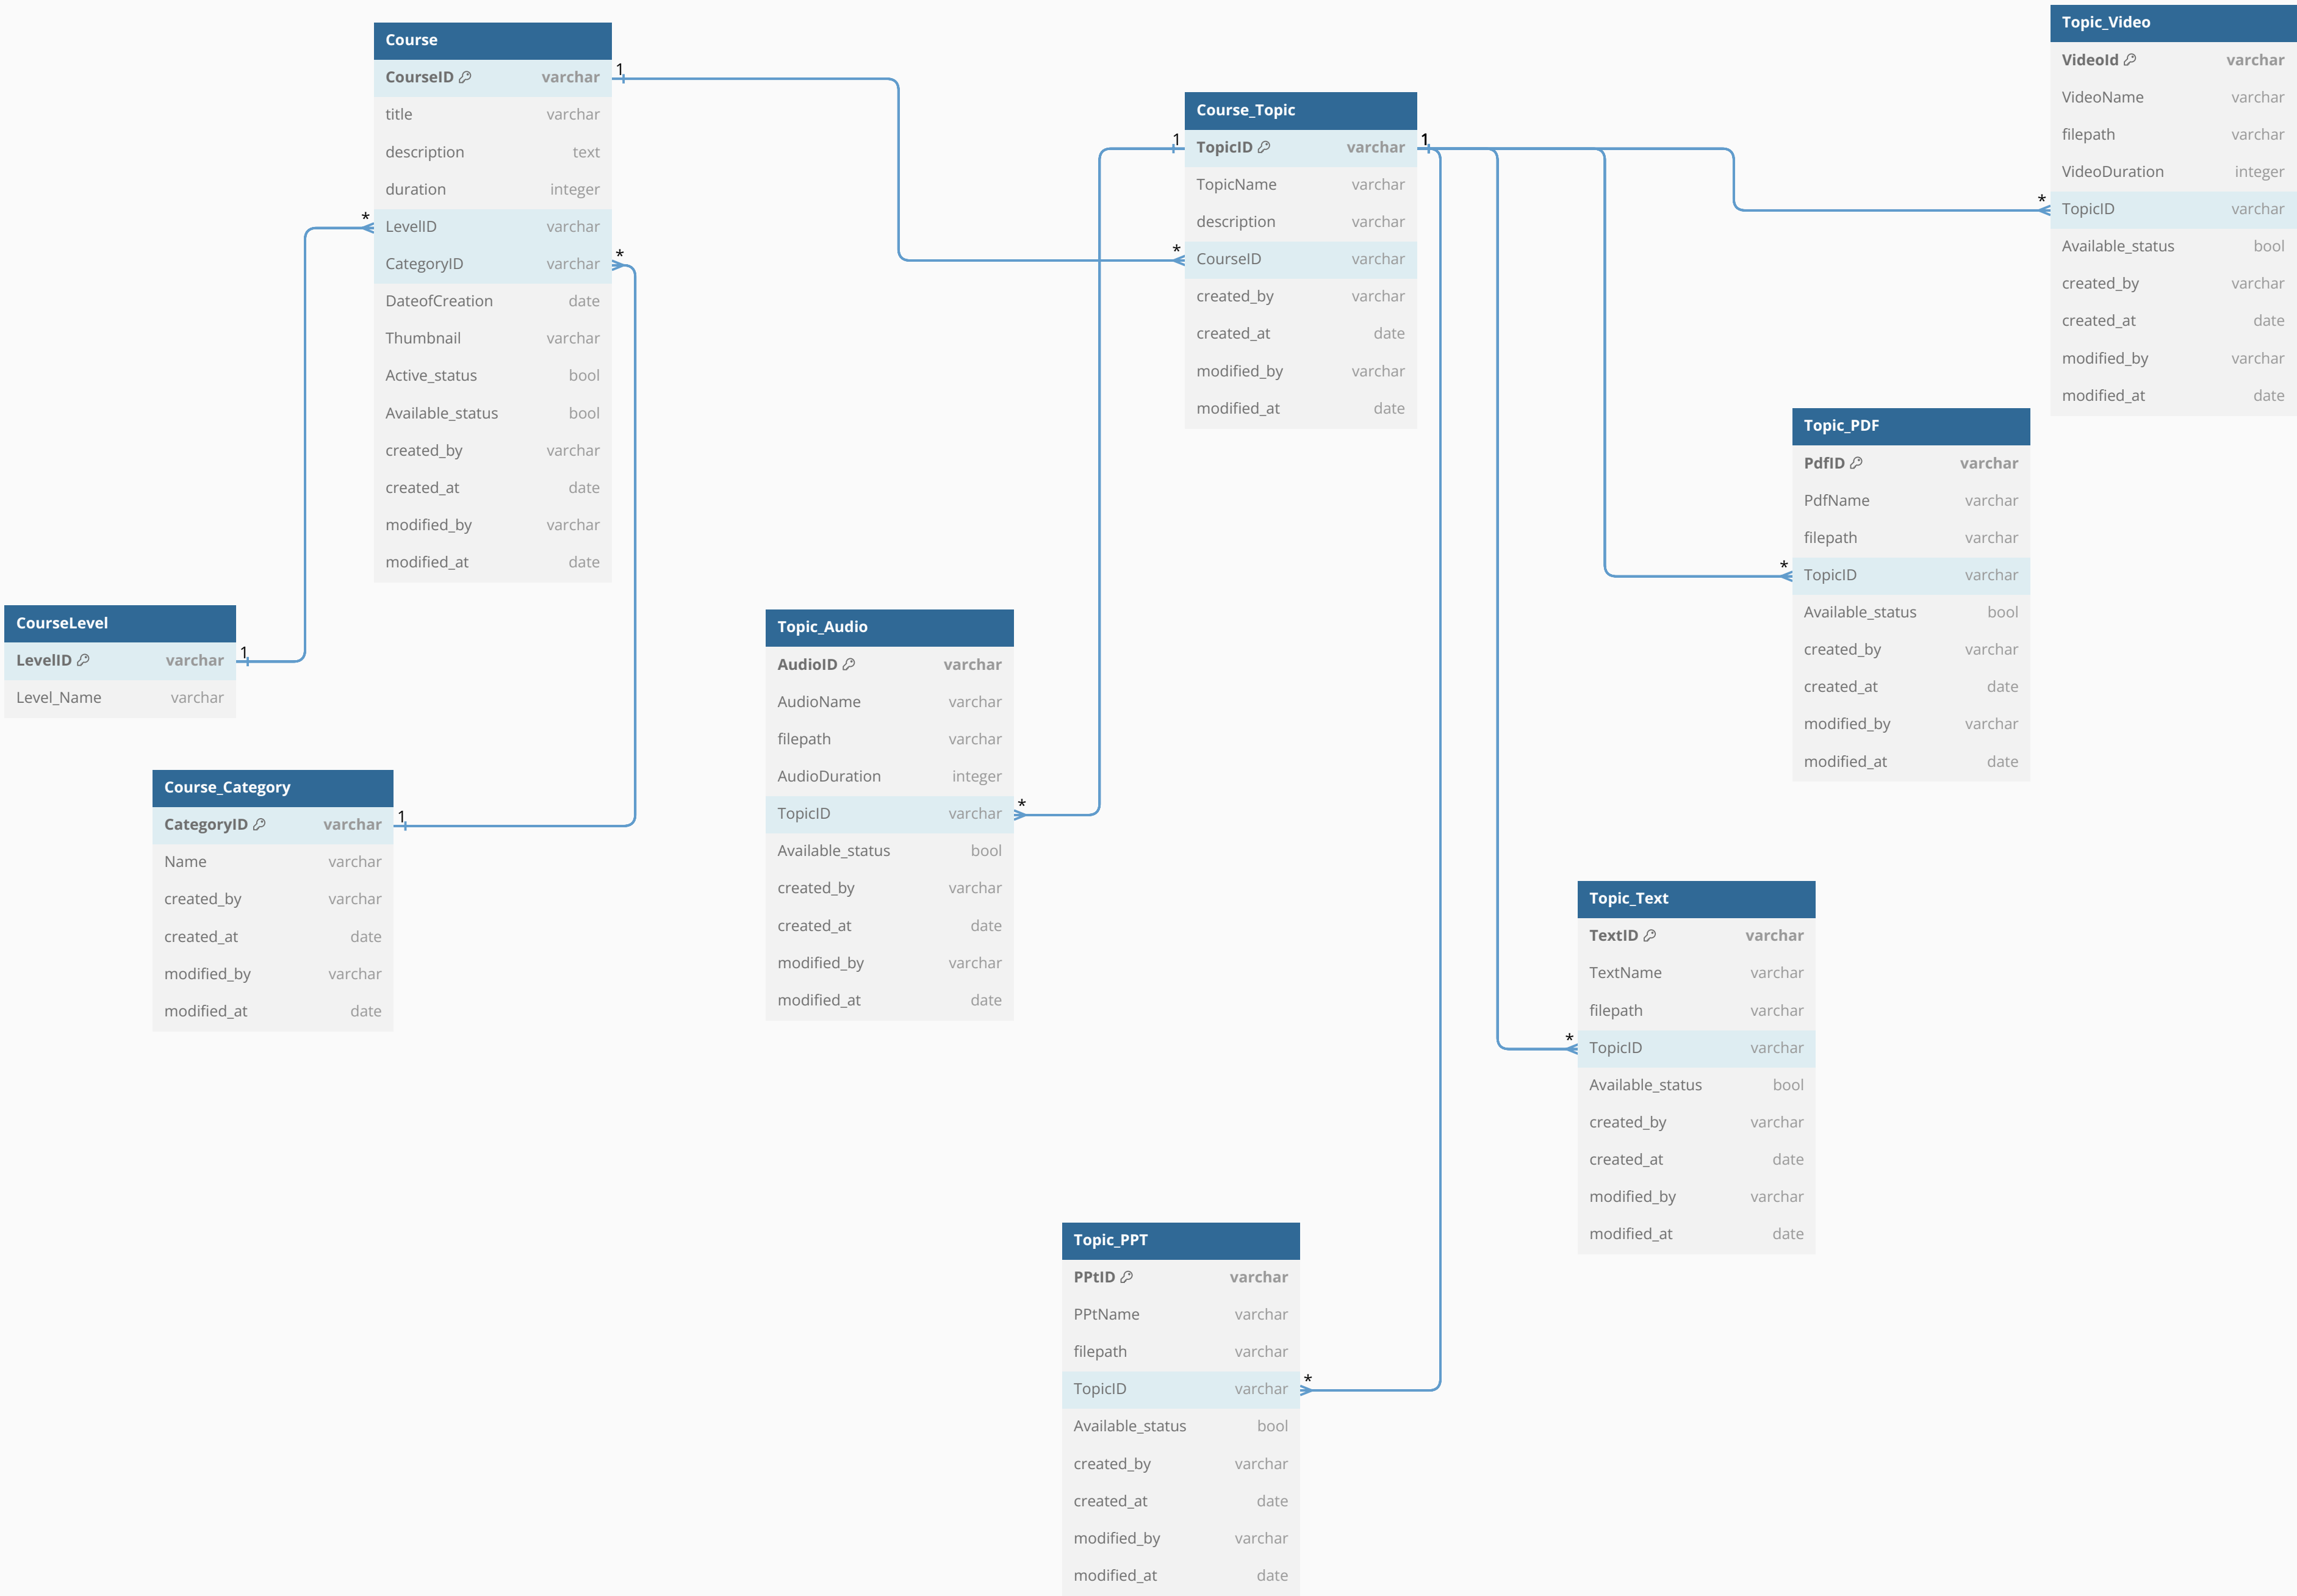 Course
CourseID varchar
title varchar
description text
duration integer
LevelID varchar
CategoryID varchar
DateofCreation date
Thumbnail varchar
Active_status bool
Available_status bool
created_by varchar
created_at date
modified_by varchar
modified_at date
1
*
*
CourseLevel
LevelID varchar
Level_Name varchar
1
Course_Category
CategoryID varchar
Name varchar
created_by varchar
created_at date
modified_by varchar
modified_at date
1
Topic_Audio
AudioID varchar
AudioName varchar
filepath varchar
AudioDuration integer
TopicID varchar
Available_status bool
created_by varchar
created_at date
modified_by varchar
modified_at date
*
Course_Topic
TopicID varchar
TopicName varchar
description varchar
CourseID varchar
created_by varchar
created_at date
modified_by varchar
modified_at date
1
1
*
Topic_Video
VideoId varchar
VideoName varchar
filepath varchar
VideoDuration integer
TopicID varchar
Available_status bool
created_by varchar
created_at date
modified_by varchar
modified_at date
*
Topic_PDF
PdfID varchar
PdfName varchar
filepath varchar
TopicID varchar
Available_status bool
created_by varchar
created_at date
modified_by varchar
modified_at date
*
Topic_Text
TextID varchar
TextName varchar
filepath varchar
TopicID varchar
Available_status bool
created_by varchar
created_at date
modified_by varchar
modified_at date
*
Topic_PPT
PPtID varchar
PPtName varchar
filepath varchar
TopicID varchar
Available_status bool
created_by varchar
created_at date
modified_by varchar
modified_at date
*